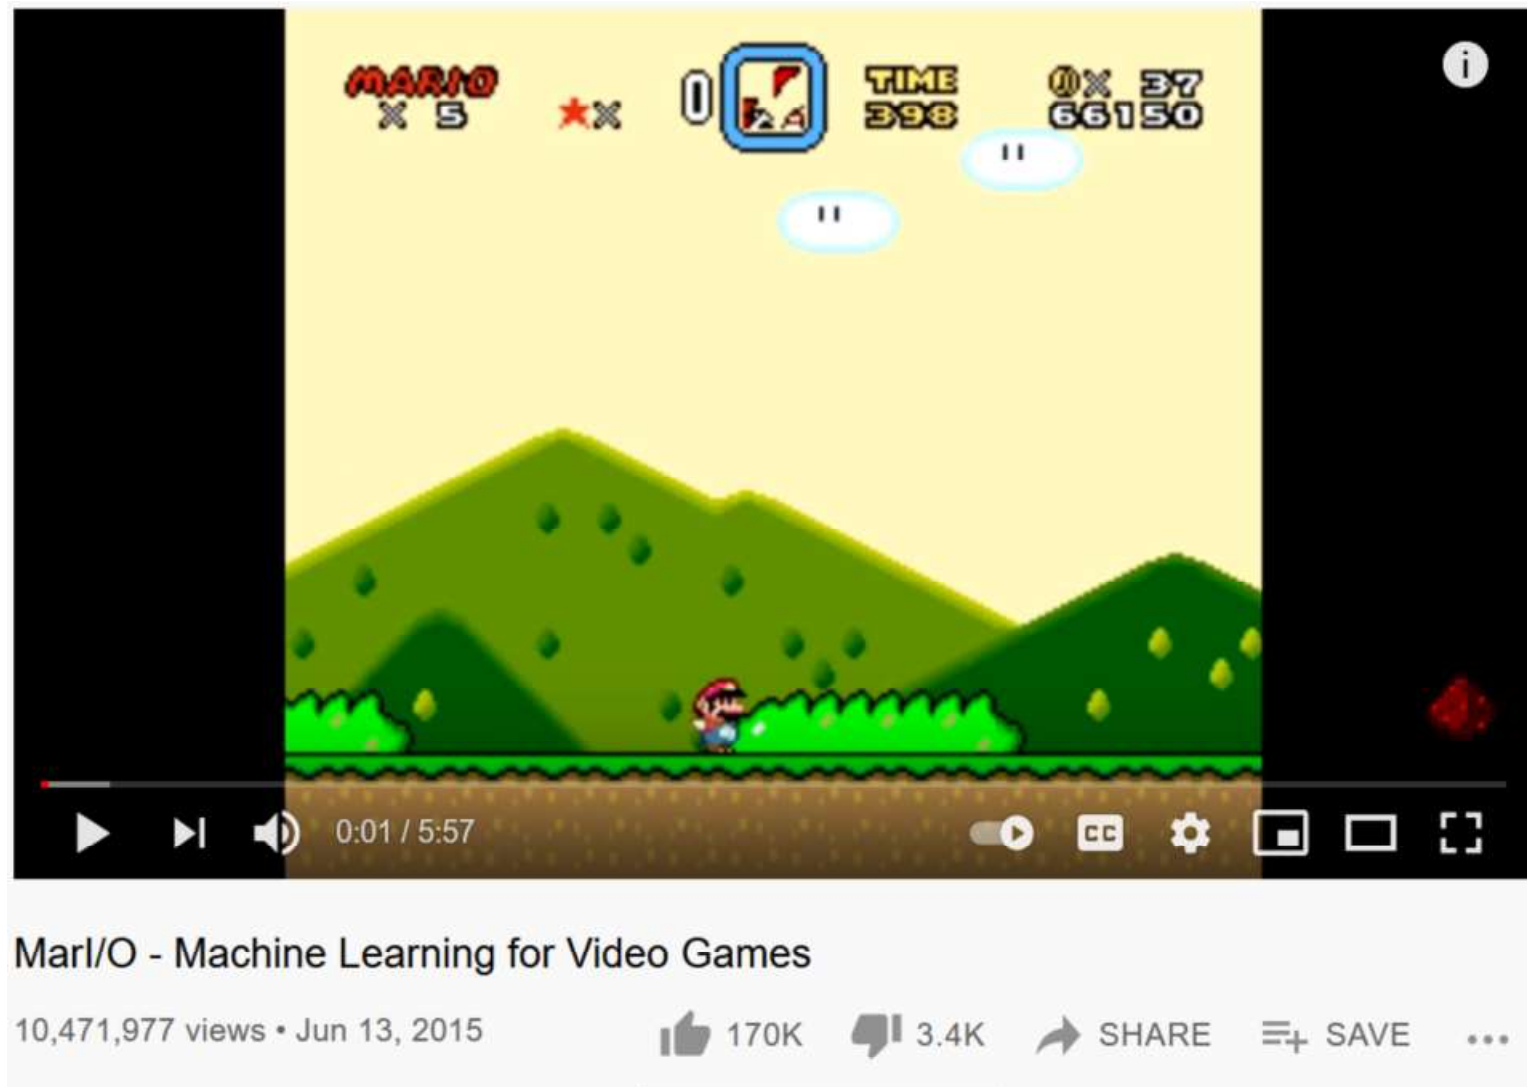 MARIO TIME X 37
X 5 X 0 398 66150
i
0:01 / 5:57 CC
MarI/O - Machine Learning for Video Games
10,471,977 views • Jun 13, 2015 170K 3.4K SHARE SAVE